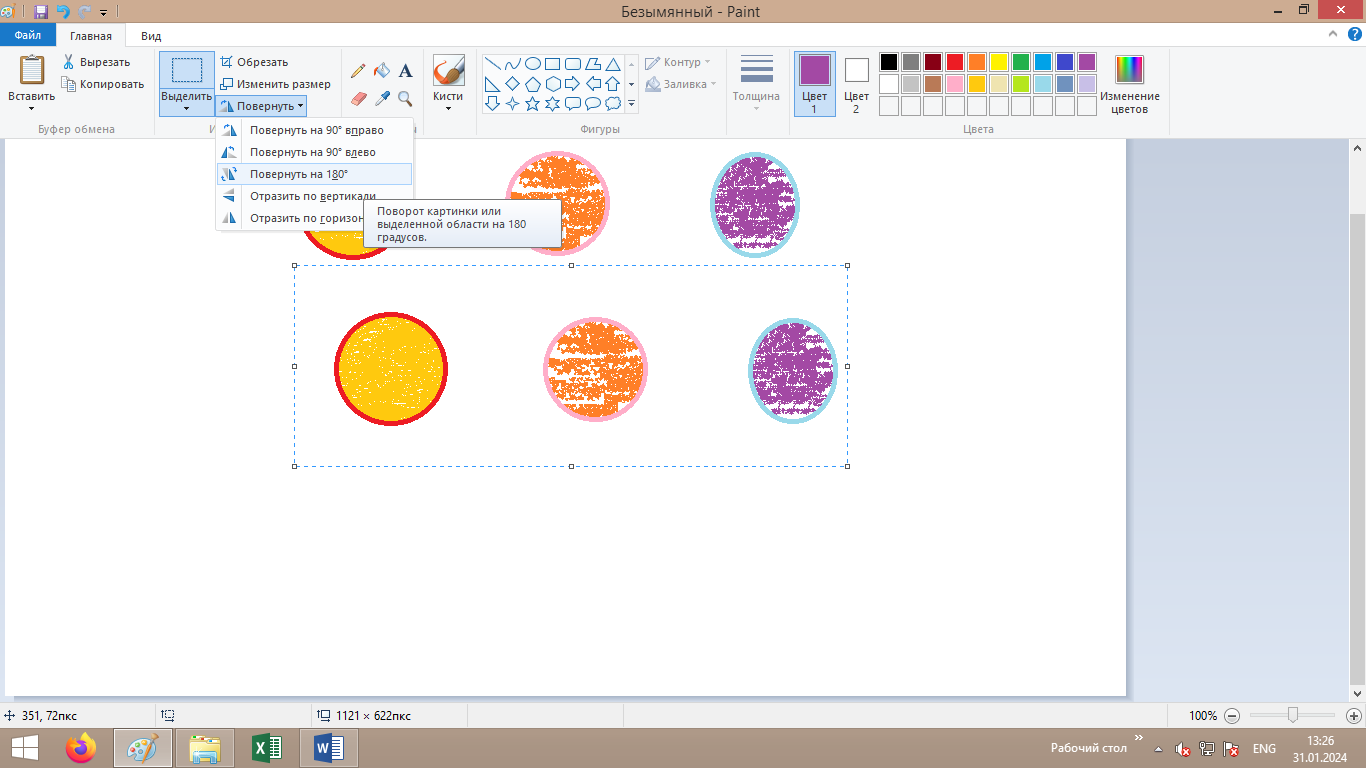 Безымянный - Paint
Файл
Главная
Вид
Вставить
Вырезать
Копировать
Буфер обмена
Выделить
Обрезать
Изменить размер
Повернуть
A
Кисти
Контур
Заливка
Фигуры
Толщина
Цвет
1
Цвет
2
Изменение
цветов
Цвета
Повернуть на 90° вправо
Повернуть на 90° влево
Повернуть на 180°
Отразить по вертикали
Отразить по горизон
Поворот картинки или
выделенной области на 180
градусов.
351, 72пкс
1121 × 622пкс
100%
Рабочий стол
ENG
13:26
31.01.2024